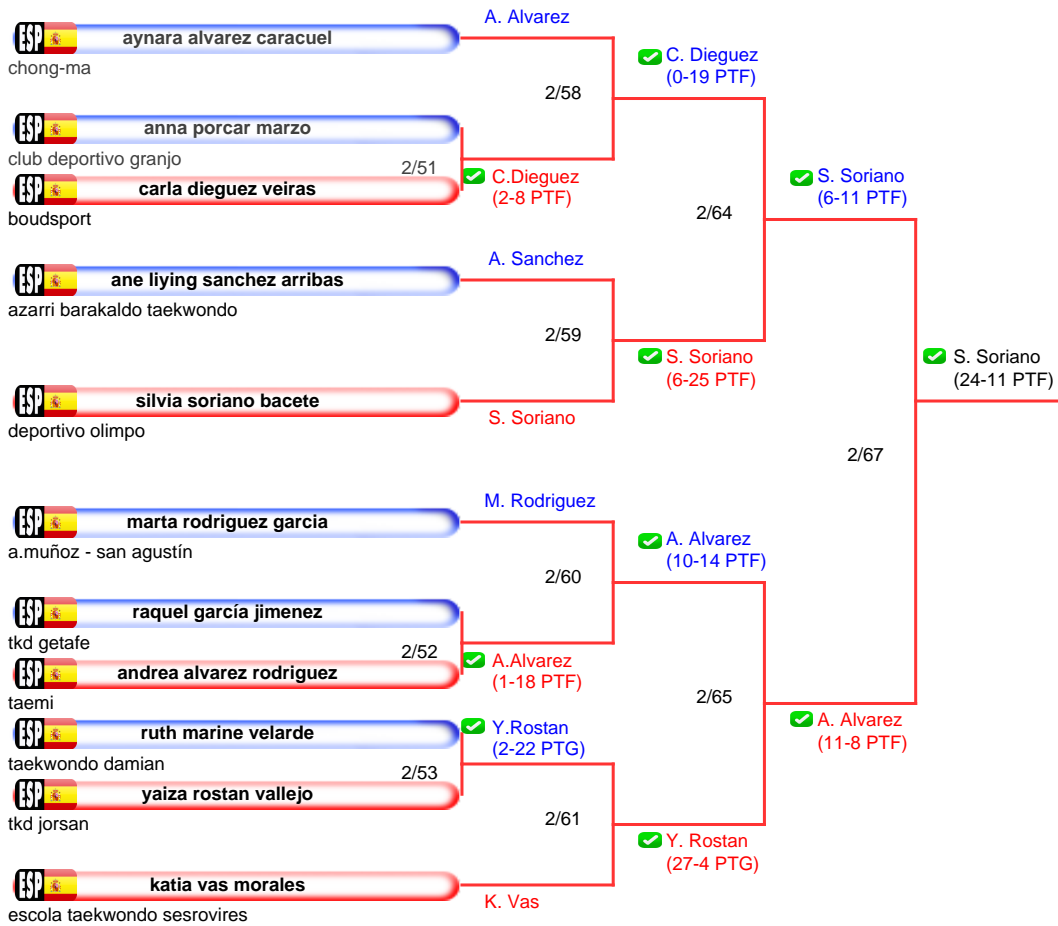 A. Alvarez
ESP aynara alvarez caracuel
chong-ma
C. Dieguez
(0-19 PTF)
2/58
ESP anna porcar marzo
club deportivo granjo
2/51
C.Dieguez
(2-8 PTF)
ESP carla dieguez veiras
boudsport
S. Soriano
(6-11 PTF)
2/64
A. Sanchez
ESP ane liying sanchez arribas
azarri barakaldo taekwondo
2/59
S. Soriano
(6-25 PTF)
S. Soriano
(24-11 PTF)
ESP silvia soriano bacete
deportivo olimpo
S. Soriano
2/67
M. Rodriguez
ESP marta rodriguez garcia
a.muñoz - san agustín
A. Alvarez
(10-14 PTF)
2/60
ESP raquel garcía jimenez
tkd getafe
2/52
A.Alvarez
(1-18 PTF)
ESP andrea alvarez rodriguez
taemi
2/65
A. Alvarez
(11-8 PTF)
ESP ruth marine velarde
taekwondo damian
Y.Rostan
(2-22 PTG)
2/53
ESP yaiza rostan vallejo
tkd jorsan
2/61
Y. Rostan
(27-4 PTG)
ESP katia vas morales
escola taekwondo sesrovires
K. Vas